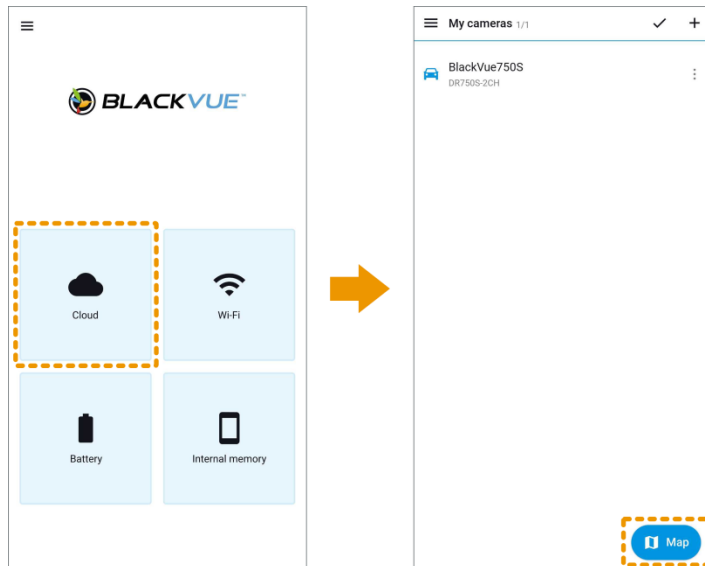 BLACKVUE
Cloud
Wi-Fi
Battery
Internal memory
My cameras 1/1
BlackVue750S
DR750S-2CH
Map